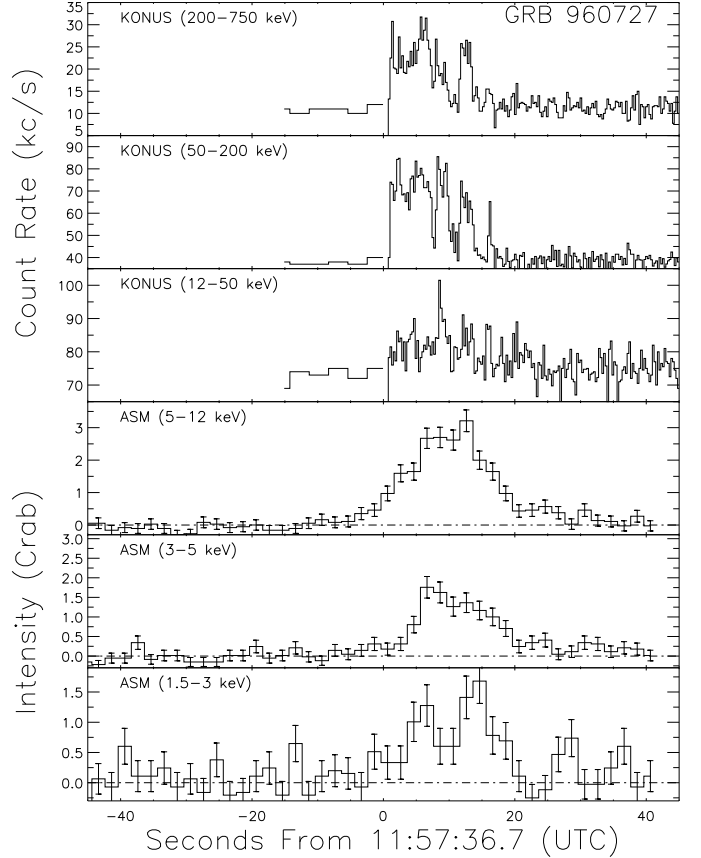 GRB 960727
KONUS (200−750 keV)
35
30
25
20
15
10
5
KONUS (50−200 keV)
90
80
70
60
50
40
Count Rate (kc/s)
KONUS (12−50 keV)
100
90
80
70
ASM (5−12 keV)
3
2
1
0
ASM (3−5 keV)
3.0
2.5
2.0
1.5
1.0
0.5
0.0
Intensity (Crab)
ASM (1.5−3 keV)
1.5
1.0
0.5
0.0
−40 −20 0 20 40
Seconds From 11:57:36.7 (UTC)